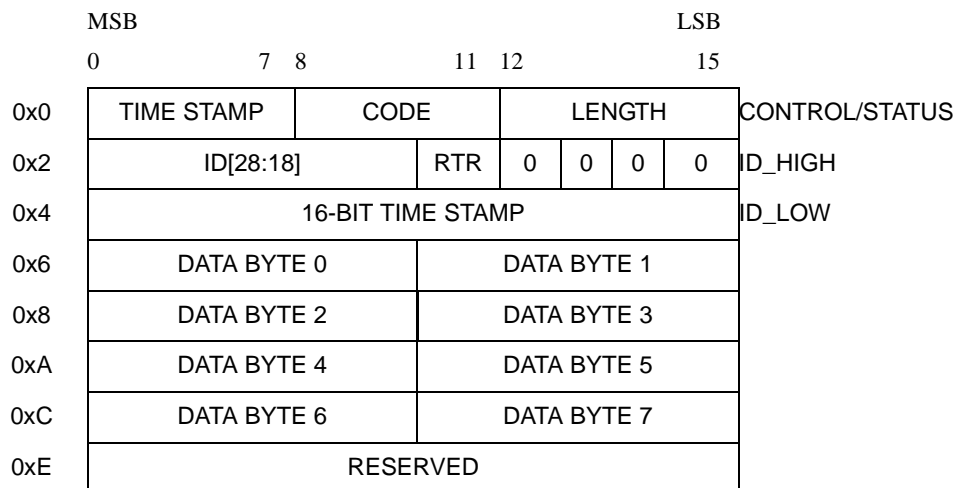 MSB LSB
0 7 8 11 12 15
0x0 TIME STAMP CODE LENGTH CONTROL/STATUS
0x2 ID[28:18] RTR 0 0 0 0 ID_HIGH
0x4 16-BIT TIME STAMP ID_LOW
0x6 DATA BYTE 0 DATA BYTE 1
0x8 DATA BYTE 2 DATA BYTE 3
0xA DATA BYTE 4 DATA BYTE 5
0xC DATA BYTE 6 DATA BYTE 7
0xE RESERVED